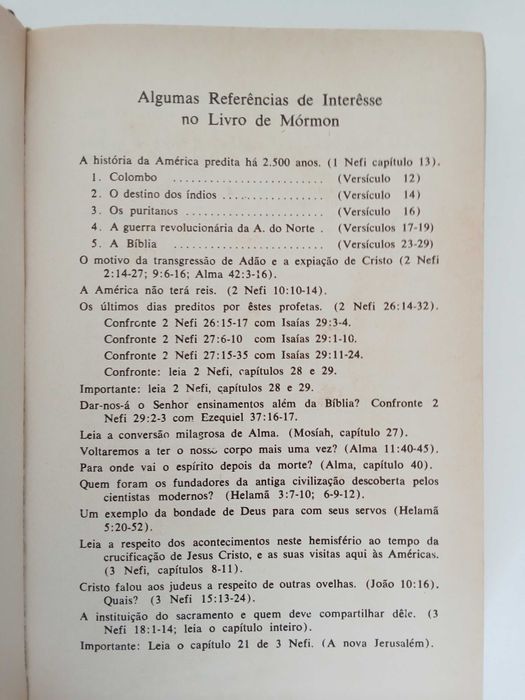 Algumas Referências de Interêsse
no Livro de Mórmon
A história da América predita há 2.500 anos. (1 Nefi capítulo 13).
1. Colombo ........................ (Versículo 12)
2. O destino dos índios ................ (Versículo 14)
3. Os puritanos ...................... (Versículo 16)
4. A guerra revolucionária da A. do Norte . (Versículos 17-19)
5. A Bíblia ........................ (Versículos 23-29)
O motivo da transgressão de Adão e a expiação de Cristo (2 Nefi
2:14-27; 9:6-16; Alma 42:3-16).
A América não terá reis. (2 Nefi 10:10-14).
Os últimos dias preditos por êstes profetas. (2 Nefi 26:14-32).
Confronte 2 Nefi 26:15-17 com Isaías 29:3-4.
Confronte 2 Nefi 27:6-10 com Isaías 29:1-10.
Confronte 2 Nefi 27:15-35 com Isaías 29:11-24.
Confronte: leia 2 Nefi, capítulos 28 e 29.
Importante: leia 2 Nefi, çapítulos 28 e 29.
Dar-nos-á o Senhor ensinamentos além da Bíblia? Confronte 2
Nefi 29:2-3 com Ezequiel 37:16-17.
Leia a conversão milagrosa de Alma. (Mosíah, capítulo 27).
Voltaremos a ter o nosso corpo mais uma vez? (Alma 11:40-45).
Para onde vai o espírito depois da morte? (Alma, capítulo 40).
Quem foram os fundadores da antiga civilização descoberta pelos
cientistas modernos? (Helamã 3:7-10; 6-9-12).
Um exemplo da bondade de Deus para com seus servos (Helamã
5:20-52).
Leia a respeito dos acontecimentos neste hemisfério ao tempo da
crucificação de Jesus Cristo, e as suas visitas aqui às Américas.
(3 Nefi, capítulos 8-11).
Cristo falou aos judeus a respeito de outras ovelhas. (João 10:16).
Quais? (3 Nefi 15:13-24).
A instituição do sacramento e quem deve compartilhar dêle. (3
Nefi 18:1-14; leia o capítulo inteiro).
Importante: Leia o capítulo 21 de 3 Nefi. (A nova Jerusalém).